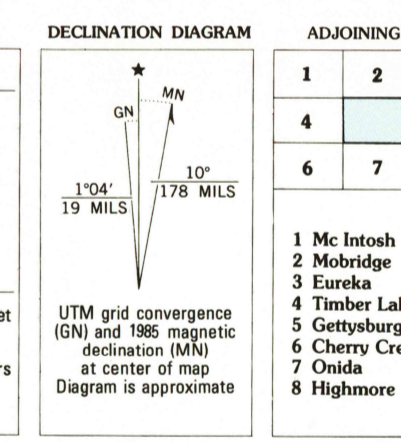 DECLINATION DIAGRAM
MN
GN
1°04′
19 MILS
10°
178 MILS
UTM grid convergence
(GN) and 1985 magnetic
declination (MN)
at center of map
Diagram is approximate
ADJOINING
1 2
4
6 7
1 Mc Intosh
2 Mobridge
3 Eureka
4 Timber Lal
5 Gettysburg
6 Cherry Cre
7 Onida
8 Highmore
et
rs